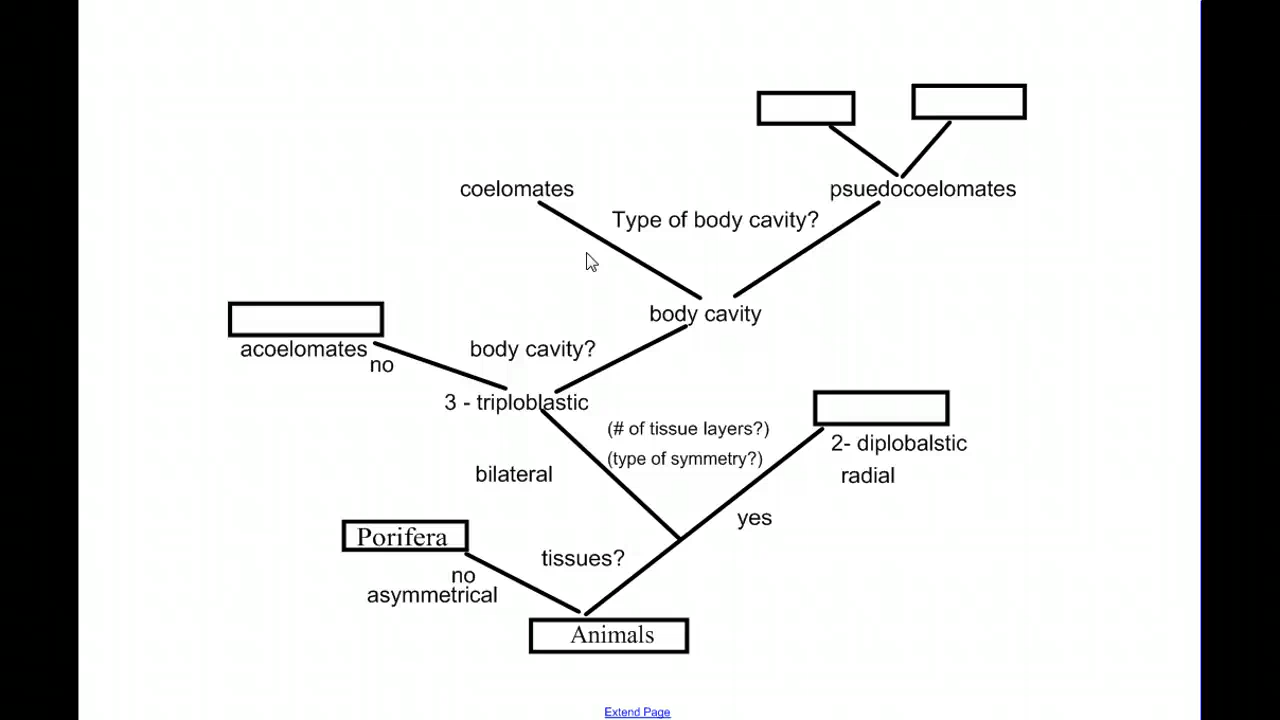 coelomates
psuedocoelomates
Type of body cavity?
body cavity
acoelomates
no
body cavity?
3 - triploblastic
(# of tissue layers?)
(type of symmetry?)
2- diplobalstic
radial
bilateral
yes
Porifera
tissues?
no
asymmetrical
Animals
Extend Page